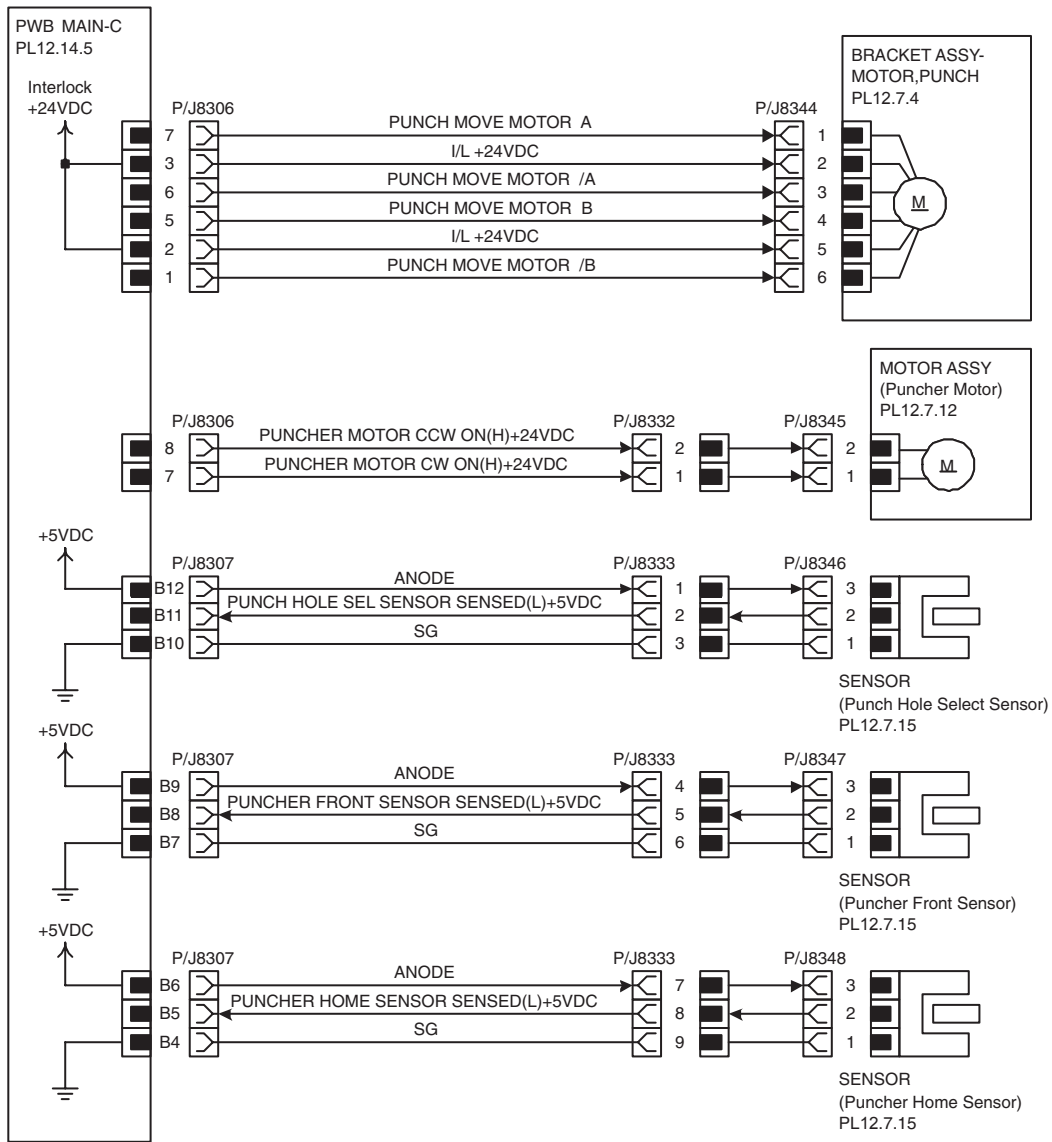 PWB MAIN-C
PL12.14.5
Interlock
+24VDC
BRACKET ASSY-
MOTOR,PUNCH
PL12.7.4
P/J8306
P/J8344
7 PUNCH MOVE MOTOR A 1
3 I/L +24VDC 2
6 PUNCH MOVE MOTOR /A 3
5 PUNCH MOVE MOTOR B 4
2 I/L +24VDC 5
1 PUNCH MOVE MOTOR /B 6
M
MOTOR ASSY
(Puncher Motor)
PL12.7.12
P/J8306 P/J8332 P/J8345
8 PUNCHER MOTOR CCW ON(H)+24VDC 2 2
7 PUNCHER MOTOR CW ON(H)+24VDC 1 1
M
+5VDC
P/J8307 P/J8333 P/J8346
B12 ANODE 1 3
B11 PUNCH HOLE SEL SENSOR SENSED(L)+5VDC 2 2
B10 SG 3 1
SENSOR
(Punch Hole Select Sensor)
PL12.7.15
+5VDC
P/J8307 P/J8333 P/J8347
B9 ANODE 4 3
B8 PUNCHER FRONT SENSOR SENSED(L)+5VDC 5 2
B7 SG 6 1
SENSOR
(Puncher Front Sensor)
PL12.7.15
+5VDC
P/J8307 P/J8333 P/J8348
B6 ANODE 7 3
B5 PUNCHER HOME SENSOR SENSED(L)+5VDC 8 2
B4 SG 9 1
SENSOR
(Puncher Home Sensor)
PL12.7.15